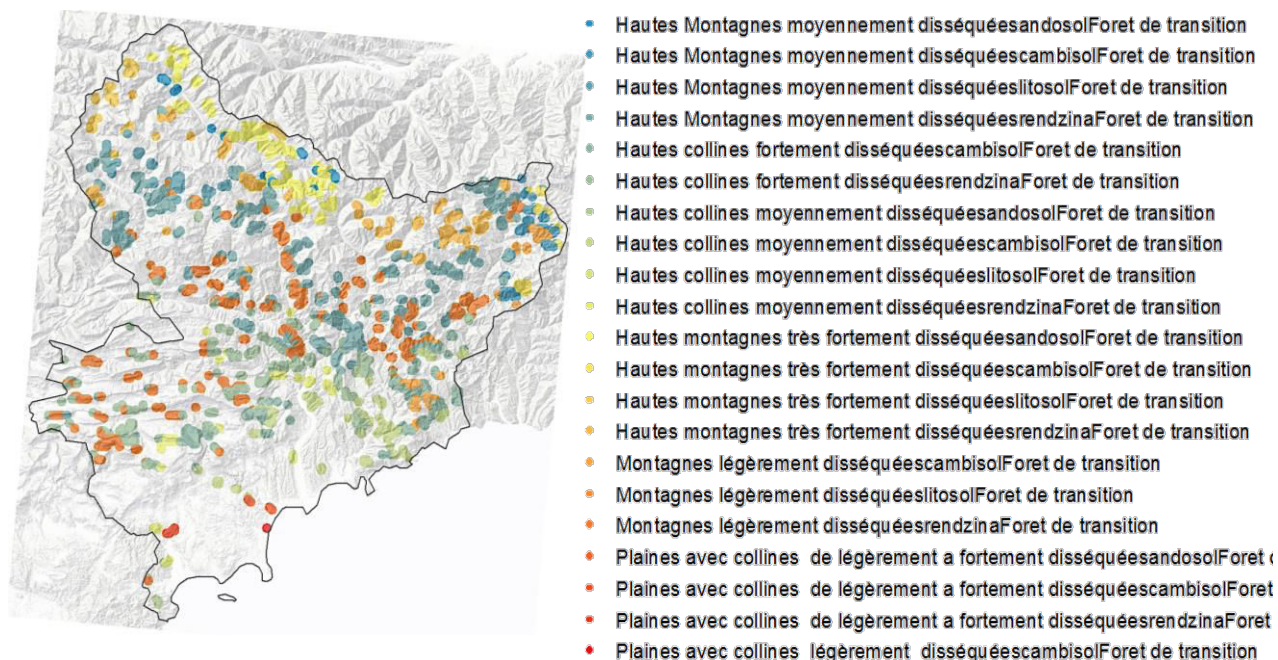 Hautes Montagnes moyennement disséquéesandosolForet de transition
Hautes Montagnes moyennement disséquéescambisolForet de transition
Hautes Montagnes moyennement disséquéeslitosolForet de transition
Hautes Montagnes moyennement disséquéesrendzinaForet de transition
Hautes collines fortement disséquéescambisolForet de transition
Hautes collines fortement disséquéesrendzinaForet de transition
Hautes collines moyennement disséquéesandosolForet de transition
Hautes collines moyennement disséquéescambisolForet de transition
Hautes collines moyennement disséquéeslitosolForet de transition
Hautes collines moyennement disséquéesrendzinaForet de transition
Hautes montagnes très fortement disséquéesandosolForet de transition
Hautes montagnes très fortement disséquéescambisolForet de transition
Hautes montagnes très fortement disséquéeslitosolForet de transition
Hautes montagnes très fortement disséquéesrendzinaForet de transition
Montagnes légèrement disséquéescambisolForet de transition
Montagnes légèrement disséquéeslitosolForet de transition
Montagnes légèrement disséquéesrendzinaForet de transition
Plaines avec collines de légèrement a fortement disséquéesandosolForet
Plaines avec collines de légèrement a fortement disséquéescambisolForet
Plaines avec collines de légèrement a fortement disséquéesrendzinaForet
Plaines avec collines légèrement disséquéescambisolForet de transition